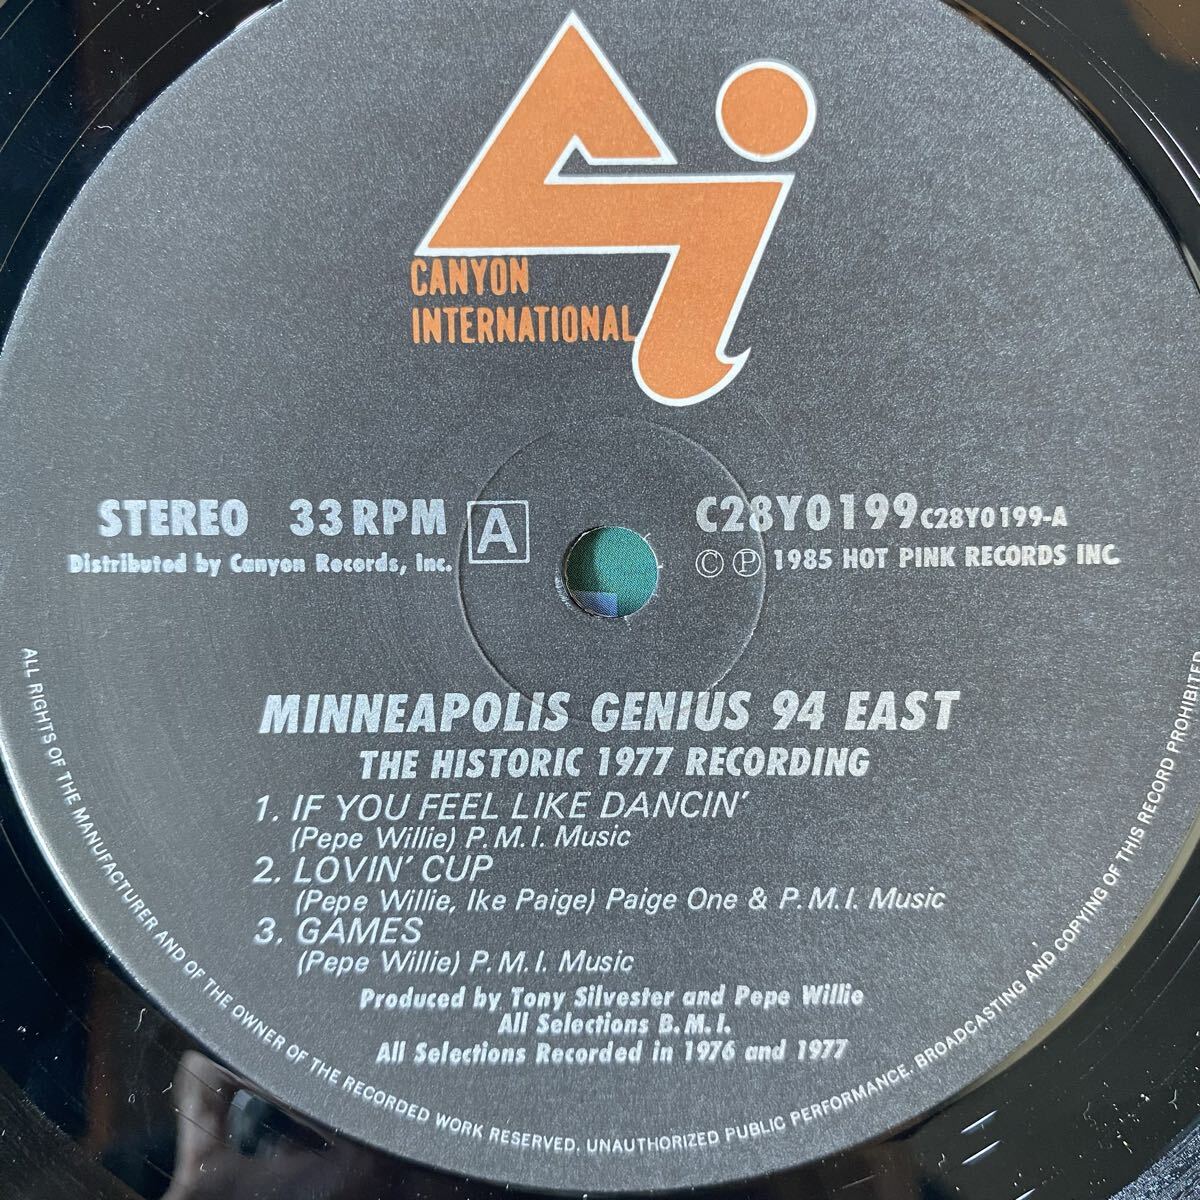 CANYON
INTERNATIONAL
STEREO 33 RPM A
Distributed by Canyon Records, Inc.
C28Y0199 C28Y0199-A
Ⓒ Ⓟ 1985 HOT PINK RECORDS INC
MINNEAPOLIS GENIUS 94 EAST
THE HISTORIC 1977 RECORDING
1. IF YOU FEEL LIKE DANCIN'
(Pepe Willie) P.M.I. Music
2. LOVIN' CUP
(Pepe Willie, Ike Paige) Paige One & P.M.I. Music
3. GAMES
(Pepe Willie) P.M.I. Music
Produced by Tony Silvester and Pepe Willie
All Selections B.M.I.
All Selections Recorded in 1976 and 1977
ALL RIGHTS OF THE MANUFACTURER AND OF THE OWNER OF THE RECORDED WORK RESERVED. UNAUTHORIZED PUBLIC PERFORMANCE, BROADCASTING AND COPYING OF THIS RECORD PROHIBITED